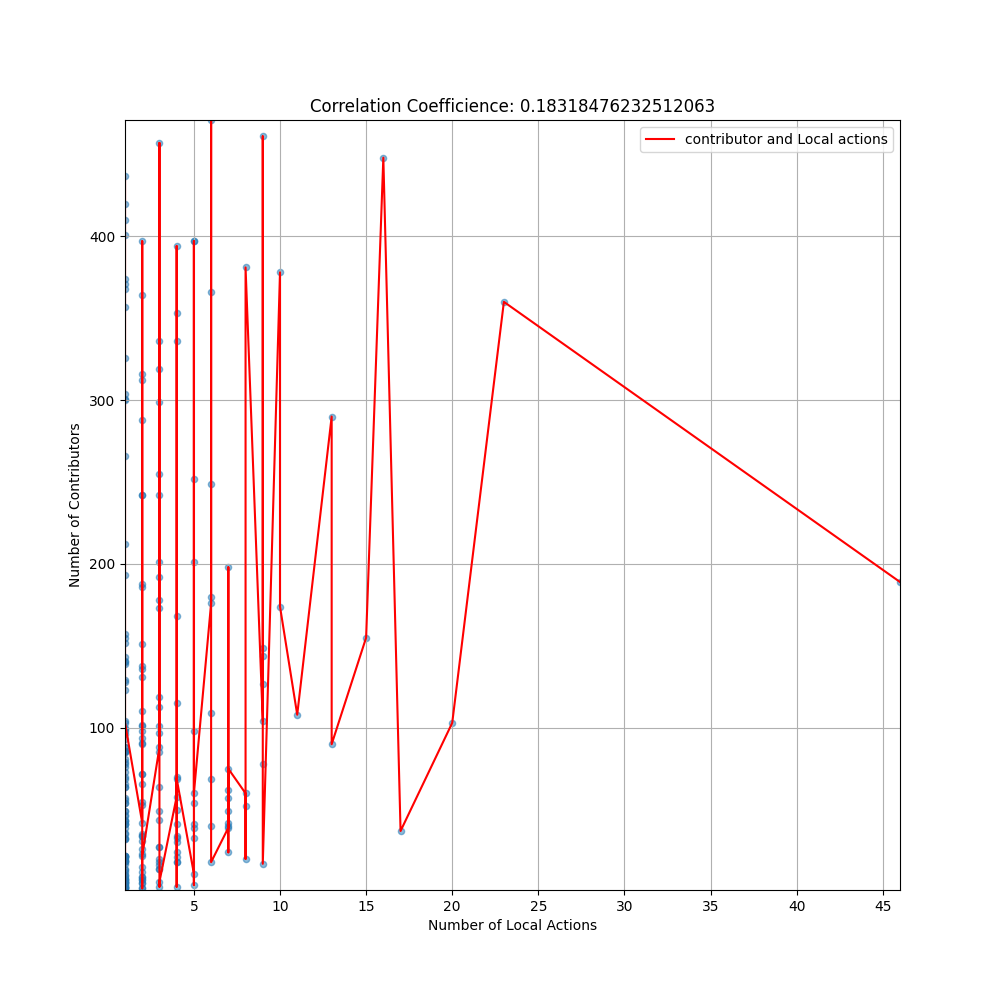 Correlation Coefficience: 0.18318476232512063
contributor and Local actions
Number of Contributors
400
300
200
100
5 10 15 20 25 30 35 40 45
Number of Local Actions